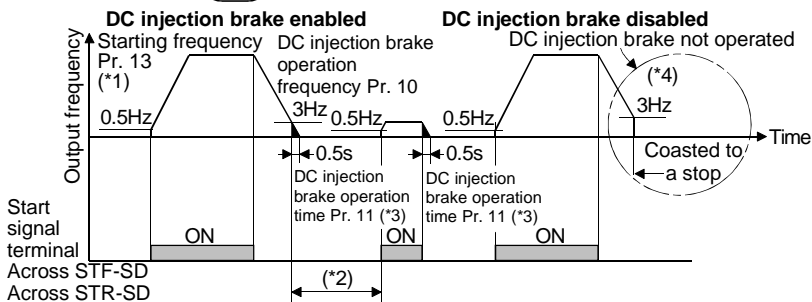 DC injection brake enabled
DC injection brake disabled
Starting frequency
Pr. 13
(*1)
DC injection brake
operation
frequency Pr. 10
DC injection brake not operated
(*4)
Output frequency
0.5Hz
3Hz
0.5Hz
0.5Hz
3Hz
Time
0.5s
0.5s
Coasted to
a stop
DC injection
brake operation
time Pr. 11 (*3)
DC injection
brake operation
time Pr. 11 (*3)
Start
signal
terminal
Across STF-SD
Across STR-SD
ON
ON
ON
(*2)